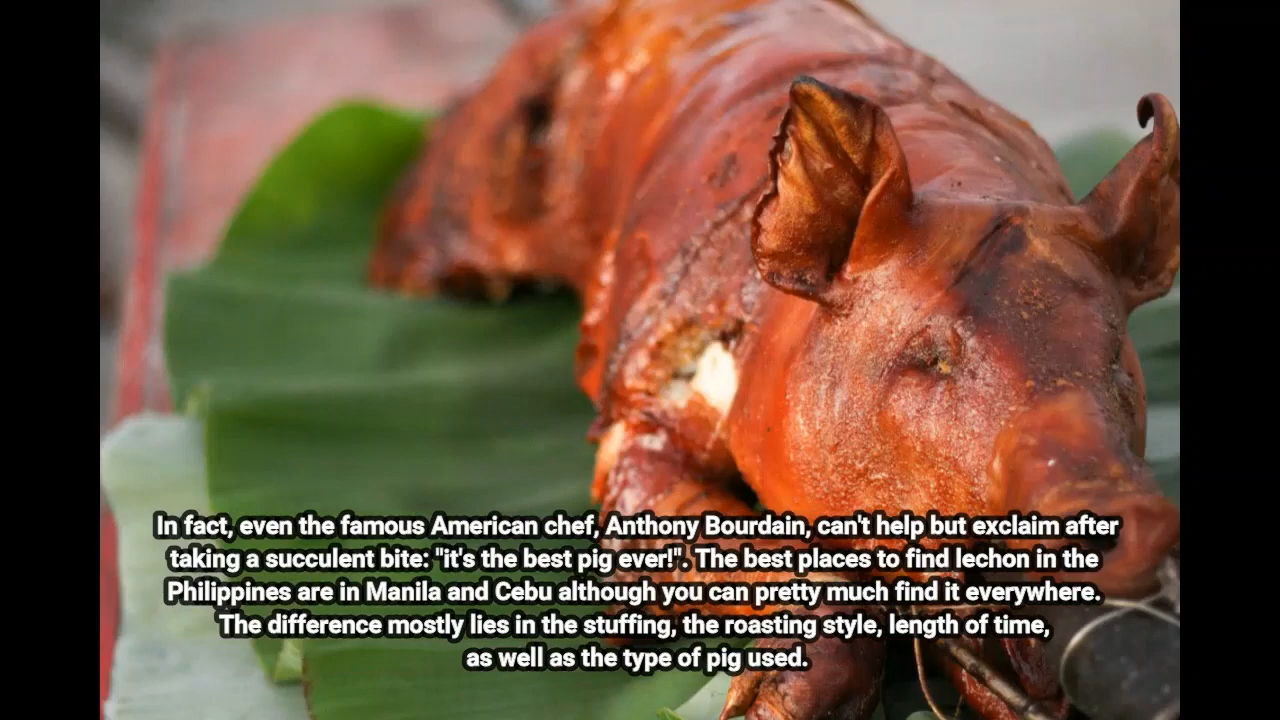 In fact, even the famous American chef, Anthony Bourdain, can't help but exclaim after
taking a succulent bite: "it's the best pig ever!". The best places to find lechon in the
Philippines are in Manila and Cebu although you can pretty much find it everywhere.
The difference mostly lies in the stuffing, the roasting style, length of time,
as well as the type of pig used.